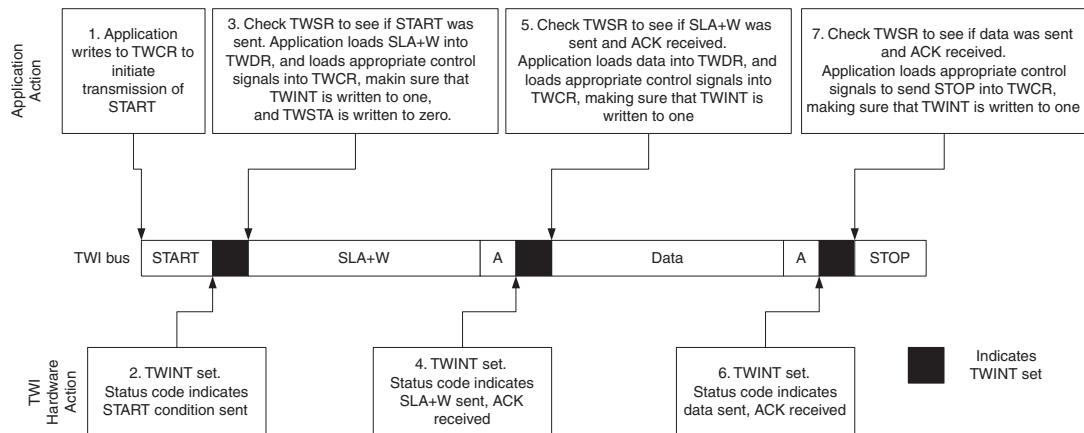 Application
Action
1. Application
writes to TWCR to
initiate
transmission of
START
3. Check TWSR to see if START was
sent. Application loads SLA+W into
TWDR, and loads appropriate control
signals into TWCR, makin sure that
TWINT is written to one,
and TWSTA is written to zero.
5. Check TWSR to see if SLA+W was
sent and ACK received.
Application loads data into TWDR, and
loads appropriate control signals into
TWCR, making sure that TWINT is
written to one
7. Check TWSR to see if data was sent
and ACK received.
Application loads appropriate control
signals to send STOP into TWCR,
making sure that TWINT is written to one
TWI bus
START
SLA+W
A
Data
A
STOP
TWI
Hardware
Action
2. TWINT set.
Status code indicates
START condition sent
4. TWINT set.
Status code indicates
SLA+W sent, ACK
received
6. TWINT set.
Status code indicates
data sent, ACK received
Indicates
TWINT set